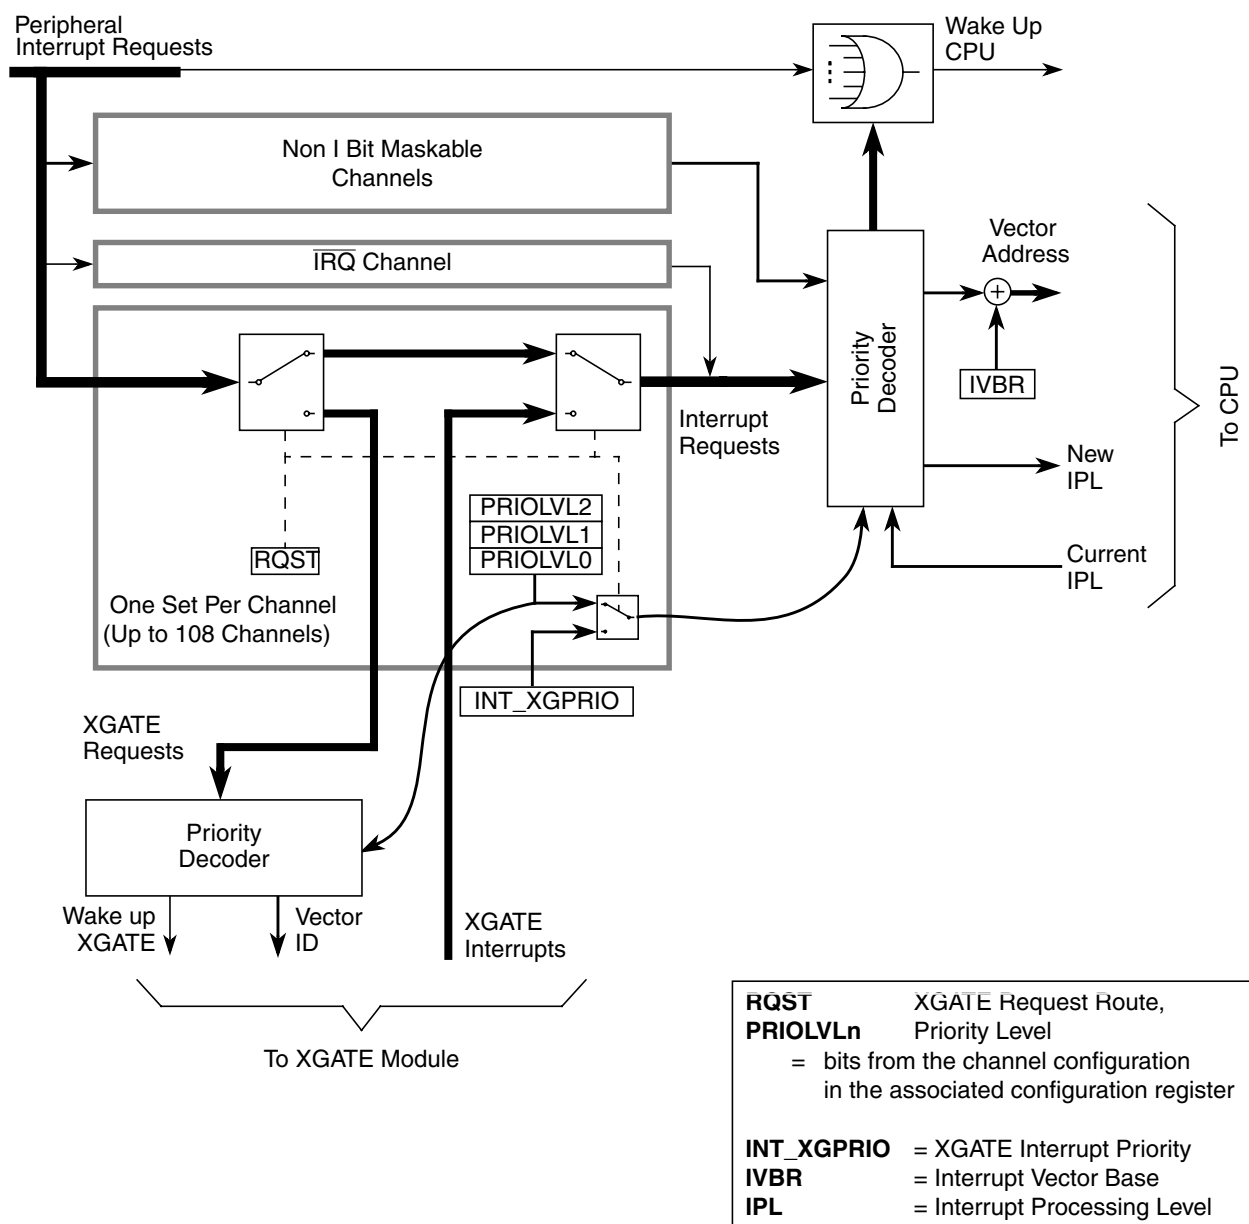 Peripheral
Interrupt Requests
Wake Up
CPU
Non I Bit Maskable
Channels
IRQ Channel
Vector
Address
Priority
Decoder
IVBR
To CPU
Interrupt
Requests
New
IPL
PRIOLVL2
PRIOLVL1
PRIOLVL0
RQST
Current
IPL
One Set Per Channel
(Up to 108 Channels)
INT_XGPRIO
XGATE
Requests
Priority
Decoder
Wake up
XGATE
Vector
ID
XGATE
Interrupts
To XGATE Module
RQST XGATE Request Route,
PRIOLVLn Priority Level
= bits from the channel configuration
in the associated configuration register
INT_XGPRIO = XGATE Interrupt Priority
IVBR = Interrupt Vector Base
IPL = Interrupt Processing Level